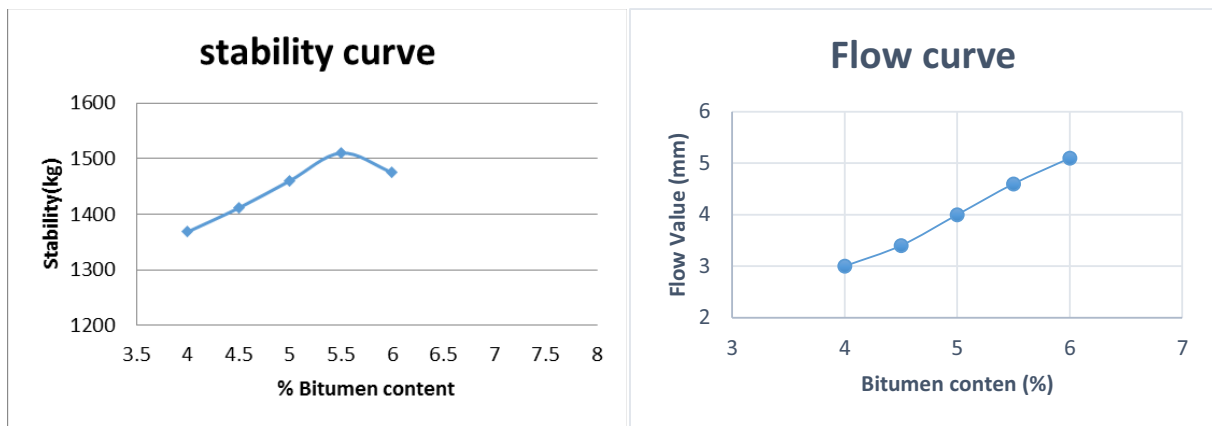 stability curve
Stability(kg)
1600
1500
1400
1300
1200
3.5 4 4.5 5 5.5 6 6.5 7 7.5 8
% Bitumen content
Flow curve
Flow Value (mm)
6
5
4
3
2
3 4 5 6 7
Bitumen conten (%)